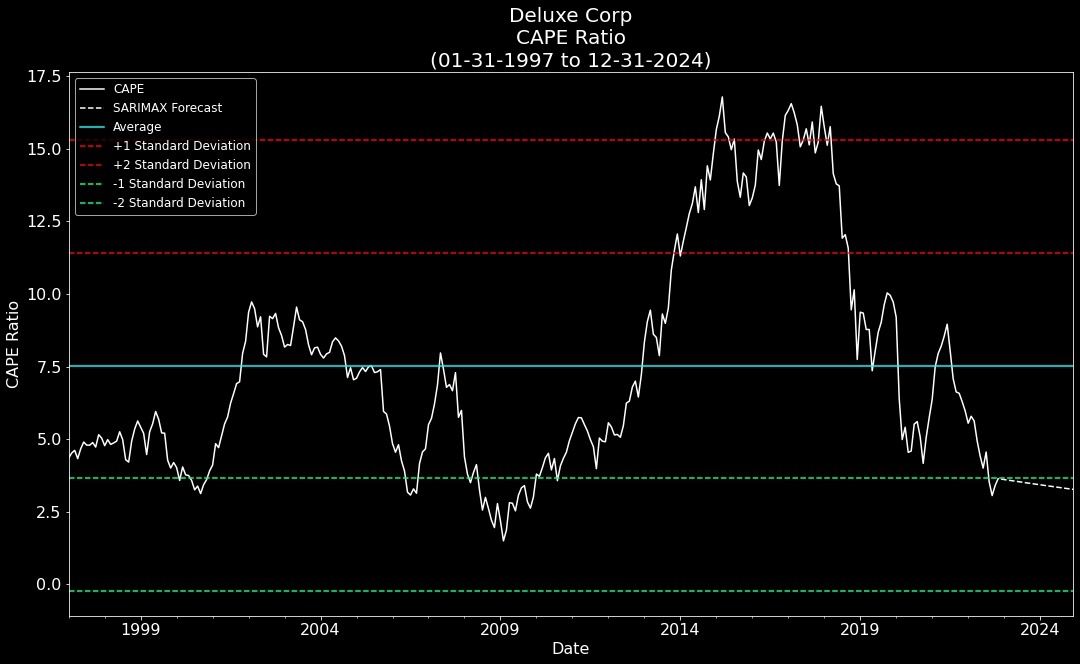 Deluxe Corp
CAPE Ratio
(01-31-1997 to 12-31-2024)
17.5
15.0
12.5
10.0
7.5
5.0
2.5
0.0
CAPE Ratio
CAPE
SARIMAX Forecast
Average
+1 Standard Deviation
+2 Standard Deviation
-1 Standard Deviation
-2 Standard Deviation
1999 2004 2009 2014 2019 2024
Date